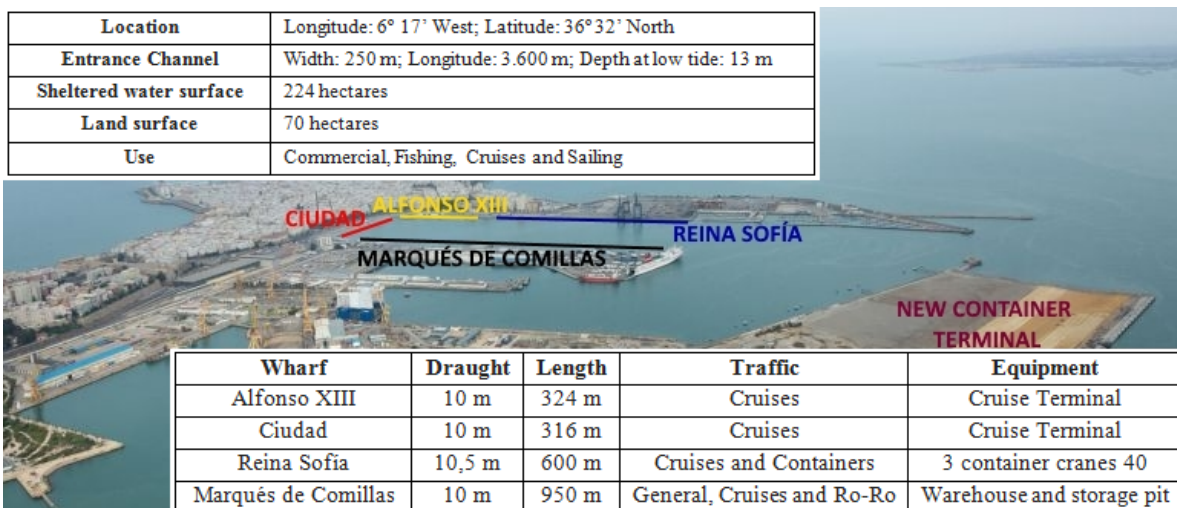 Location Longitude: 6º 17’ West; Latitude: 36º 32’ North
Entrance Channel Width: 250 m; Longitude: 3.600 m; Depth at low tide: 13 m
Sheltered water surface 224 hectares
Land surface 70 hectares
Use Commercial, Fishing, Cruises and Sailing
CIUDAD ALFONSO XIII
REINA SOFÍA
MARQUÉS DE COMILLAS
NEW CONTAINER
TERMINAL
Wharf Draught Length Traffic Equipment
Alfonso XIII 10 m 324 m Cruises Cruise Terminal
Ciudad 10 m 316 m Cruises Cruise Terminal
Reina Sofía 10,5 m 600 m Cruises and Containers 3 container cranes 40
Marqués de Comillas 10 m 950 m General, Cruises and Ro-Ro Warehouse and storage pit